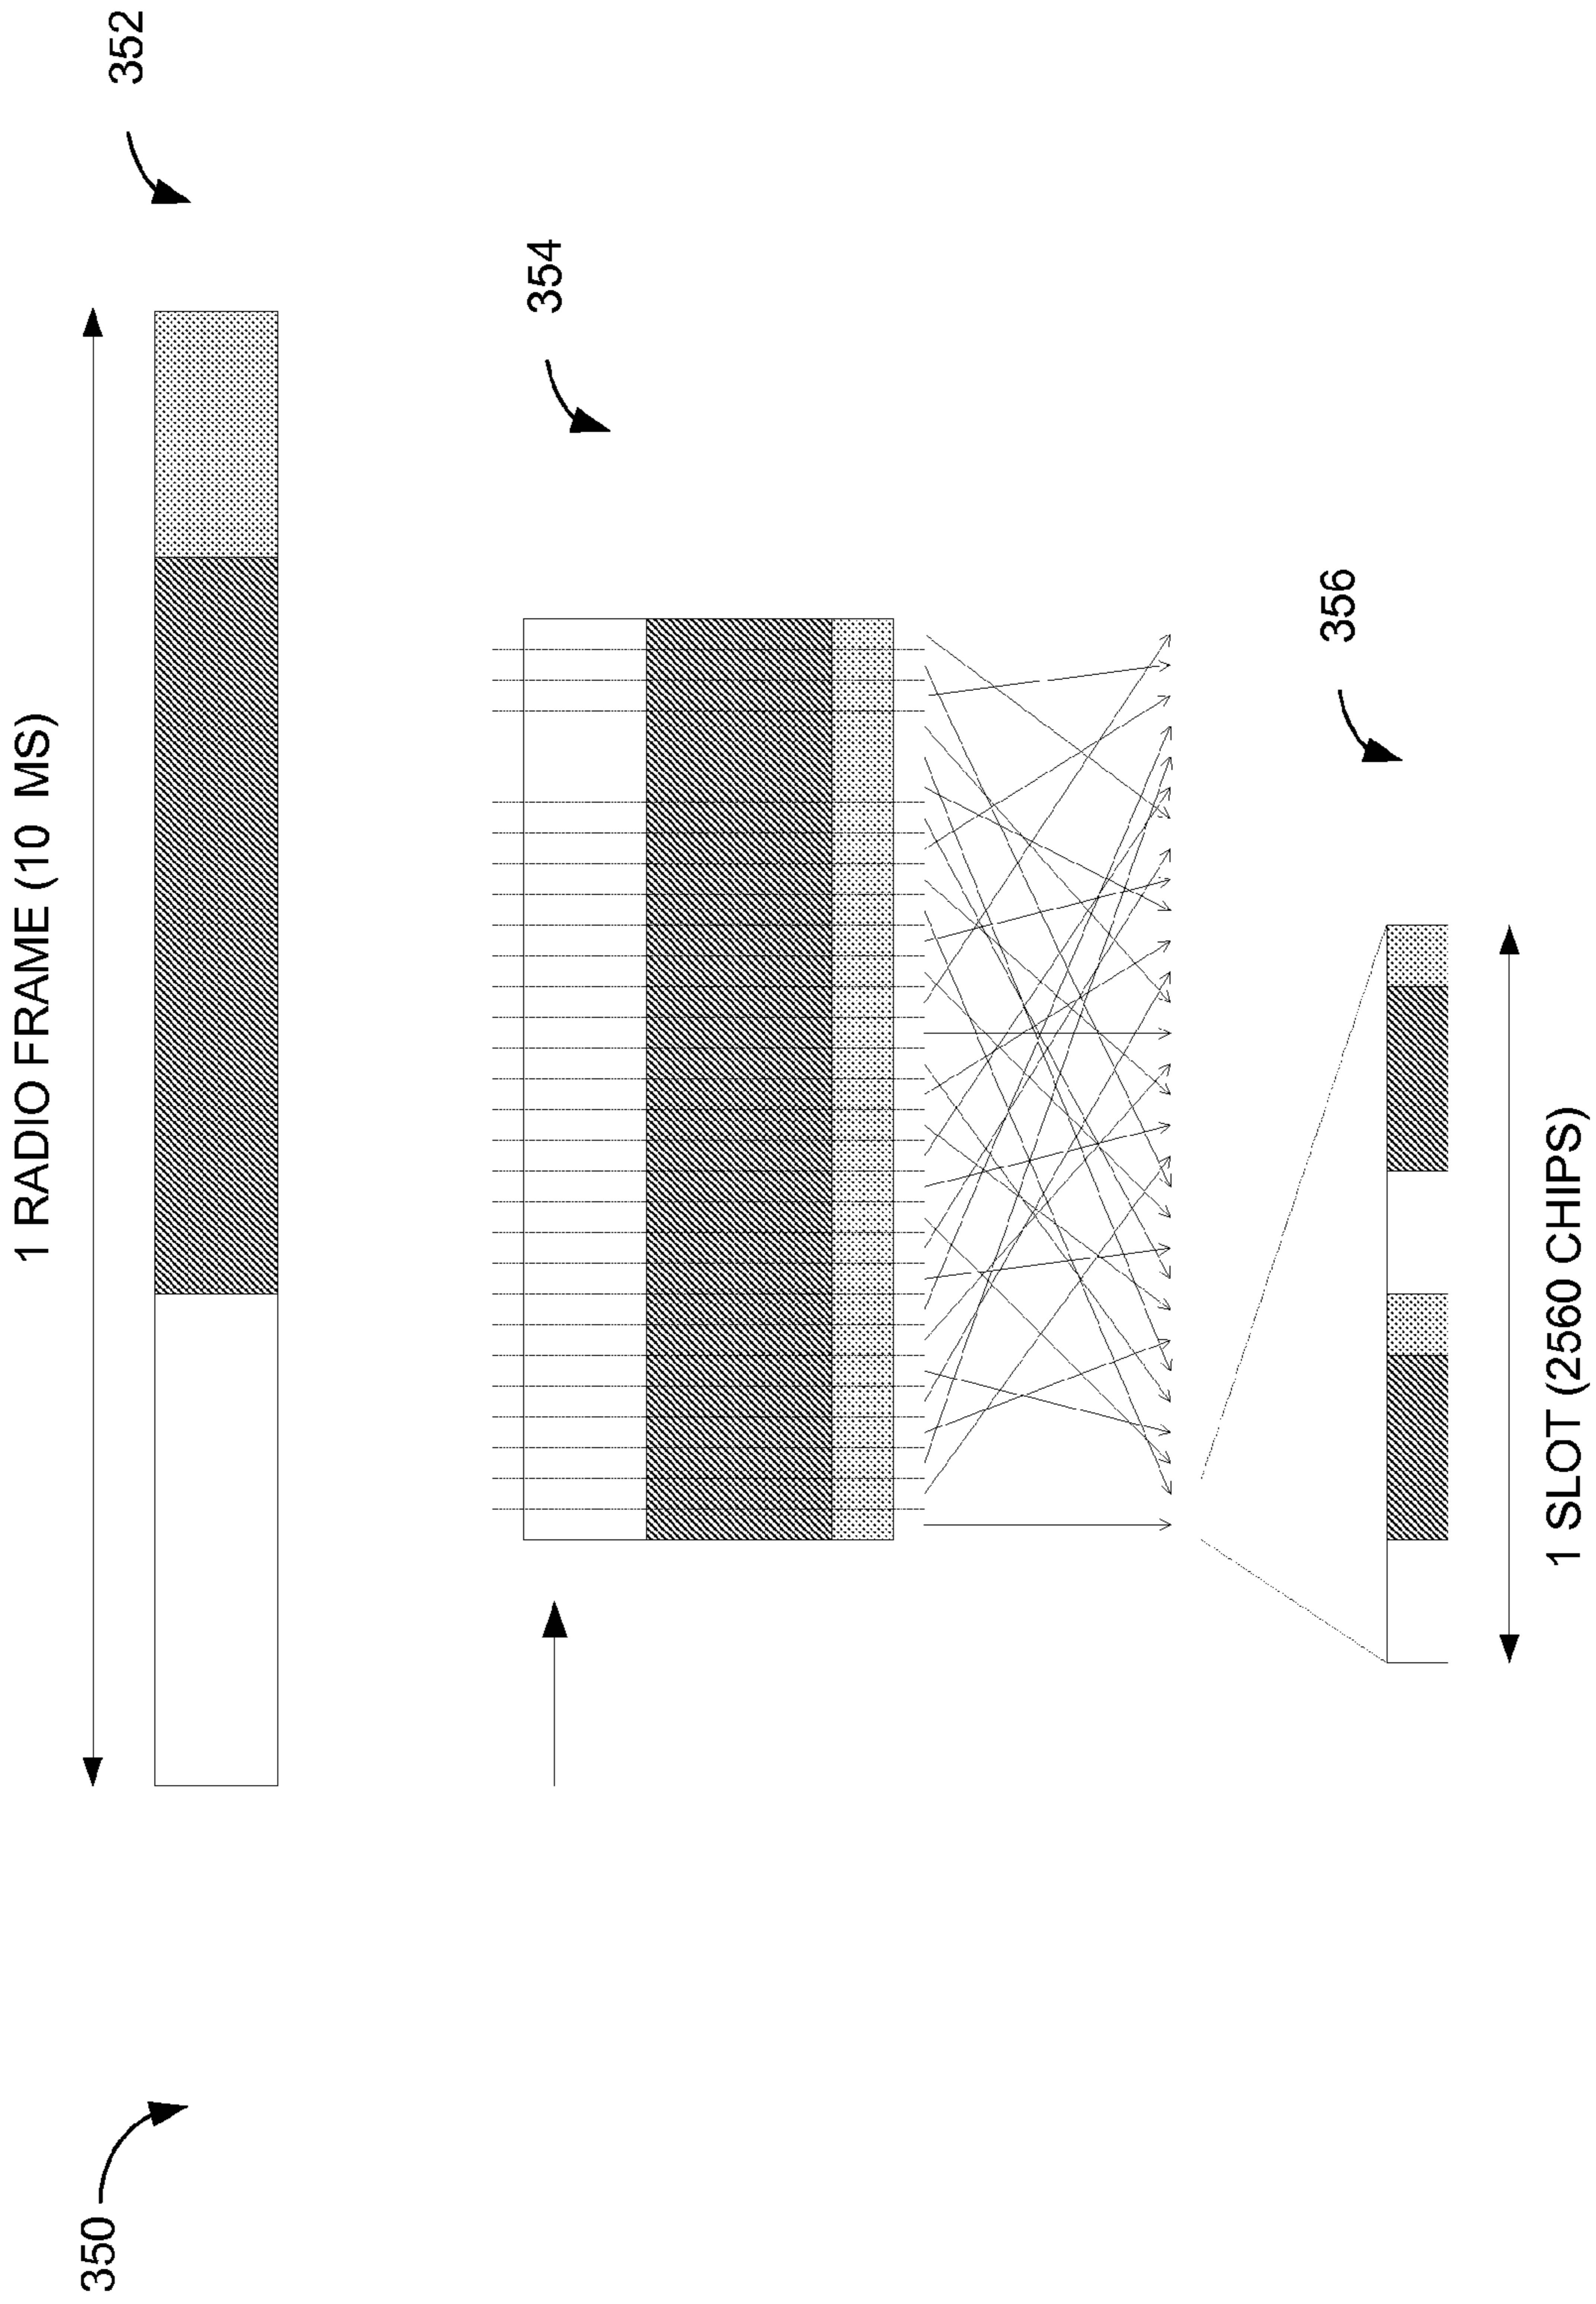 350
1 RADIO FRAME (10 MS)
352
354
356
1 SLOT (2560 CHIPS)